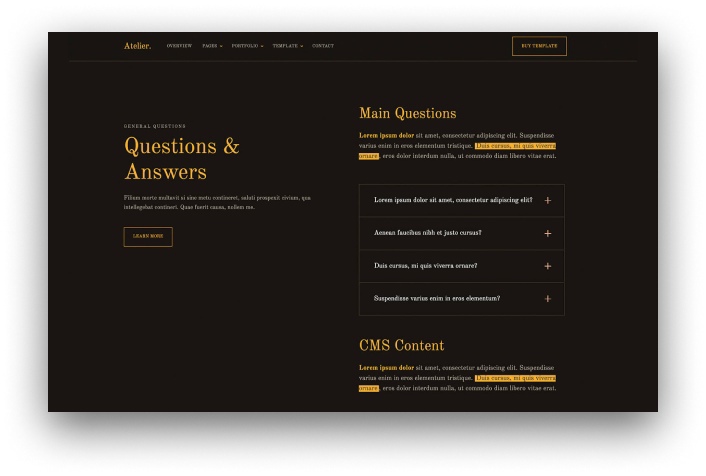 Atelier.
OVERVIEW PAGES PORTFOLIO TEMPLATE CONTACT
BUY TEMPLATE
GENERAL QUESTIONS
Questions &
Answers
Filium morte multavit si sine metu contineret, saluti prospexit civium, qua
intellegebat contineri. Quae fuerit causa, nollem me.
LEARN MORE
Main Questions
Lorem ipsum dolor sit amet, consectetur adipiscing elit. Suspendisse
varius enim in eros elementum tristique. Duis cursus, mi quis viverra
ornare, eros dolor interdum nulla, ut commodo diam libero vitae erat.
Lorem ipsum dolor sit amet, consectetur adipiscing elit?
Aenean faucibus nibh et justo cursus?
Duis cursus, mi quis viverra ornare?
Suspendisse varius enim in eros elementum?
CMS Content
Lorem ipsum dolor sit amet, consectetur adipiscing elit. Suspendisse
varius enim in eros elementum tristique. Duis cursus, mi quis viverra
ornare, eros dolor interdum nulla, ut commodo diam libero vitae erat.